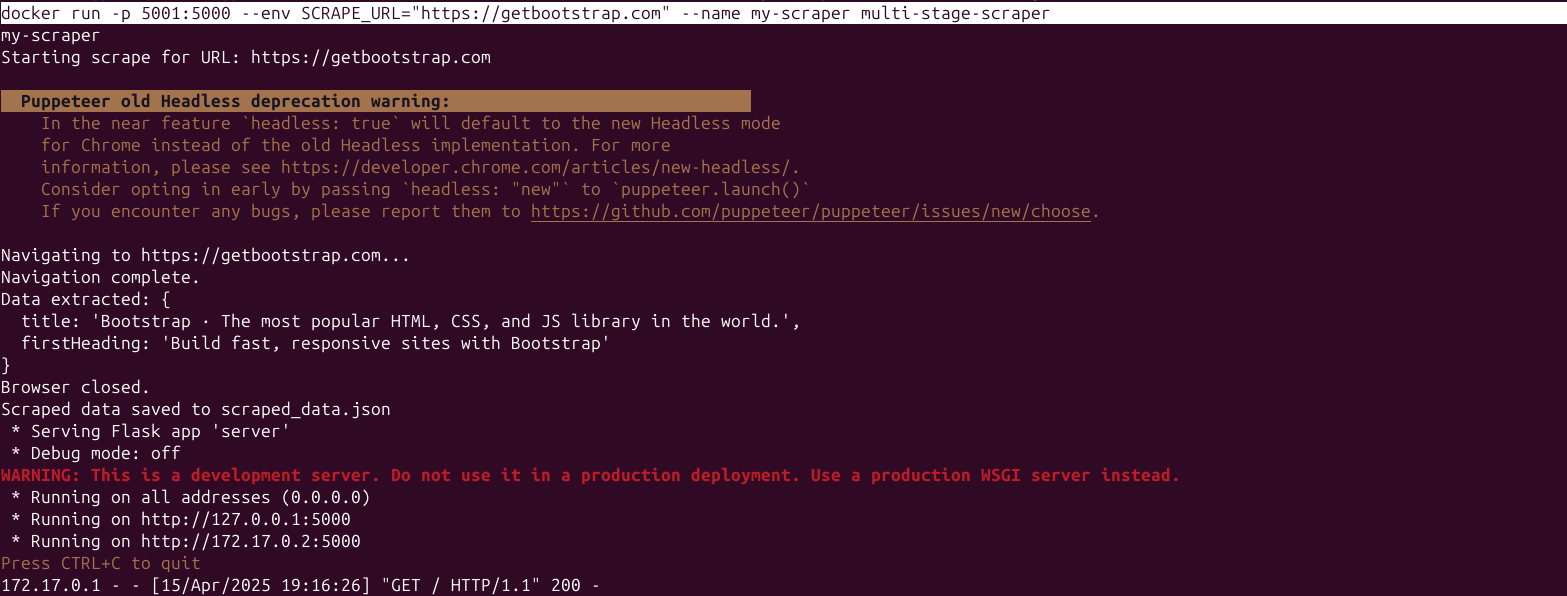 docker run -p 5001:5000 --env SCRAPE_URL="https://getbootstrap.com" --name my-scraper multi-stage-scraper
my-scraper
Starting scrape for URL: https://getbootstrap.com
Puppeteer old Headless deprecation warning:
In the near feature `headless: true` will default to the new Headless mode
for Chrome instead of the old Headless implementation. For more
information, please see https://developer.chrome.com/articles/new-headless/.
Consider opting in early by passing `headless: "new"` to `puppeteer.launch()`
If you encounter any bugs, please report them to https://github.com/puppeteer/puppeteer/issues/new/choose.
Navigating to https://getbootstrap.com...
Navigation complete.
Data extracted: {
title: 'Bootstrap · The most popular HTML, CSS, and JS library in the world.',
firstHeading: 'Build fast, responsive sites with Bootstrap'
}
Browser closed.
Scraped data saved to scraped_data.json
* Serving Flask app 'server'
* Debug mode: off
WARNING: This is a development server. Do not use it in a production deployment. Use a production WSGI server instead.
* Running on all addresses (0.0.0.0)
* Running on http://127.0.0.1:5000
* Running on http://172.17.0.2:5000
Press CTRL+C to quit
172.17.0.1 - - [15/Apr/2025 19:16:26] "GET / HTTP/1.1" 200 -